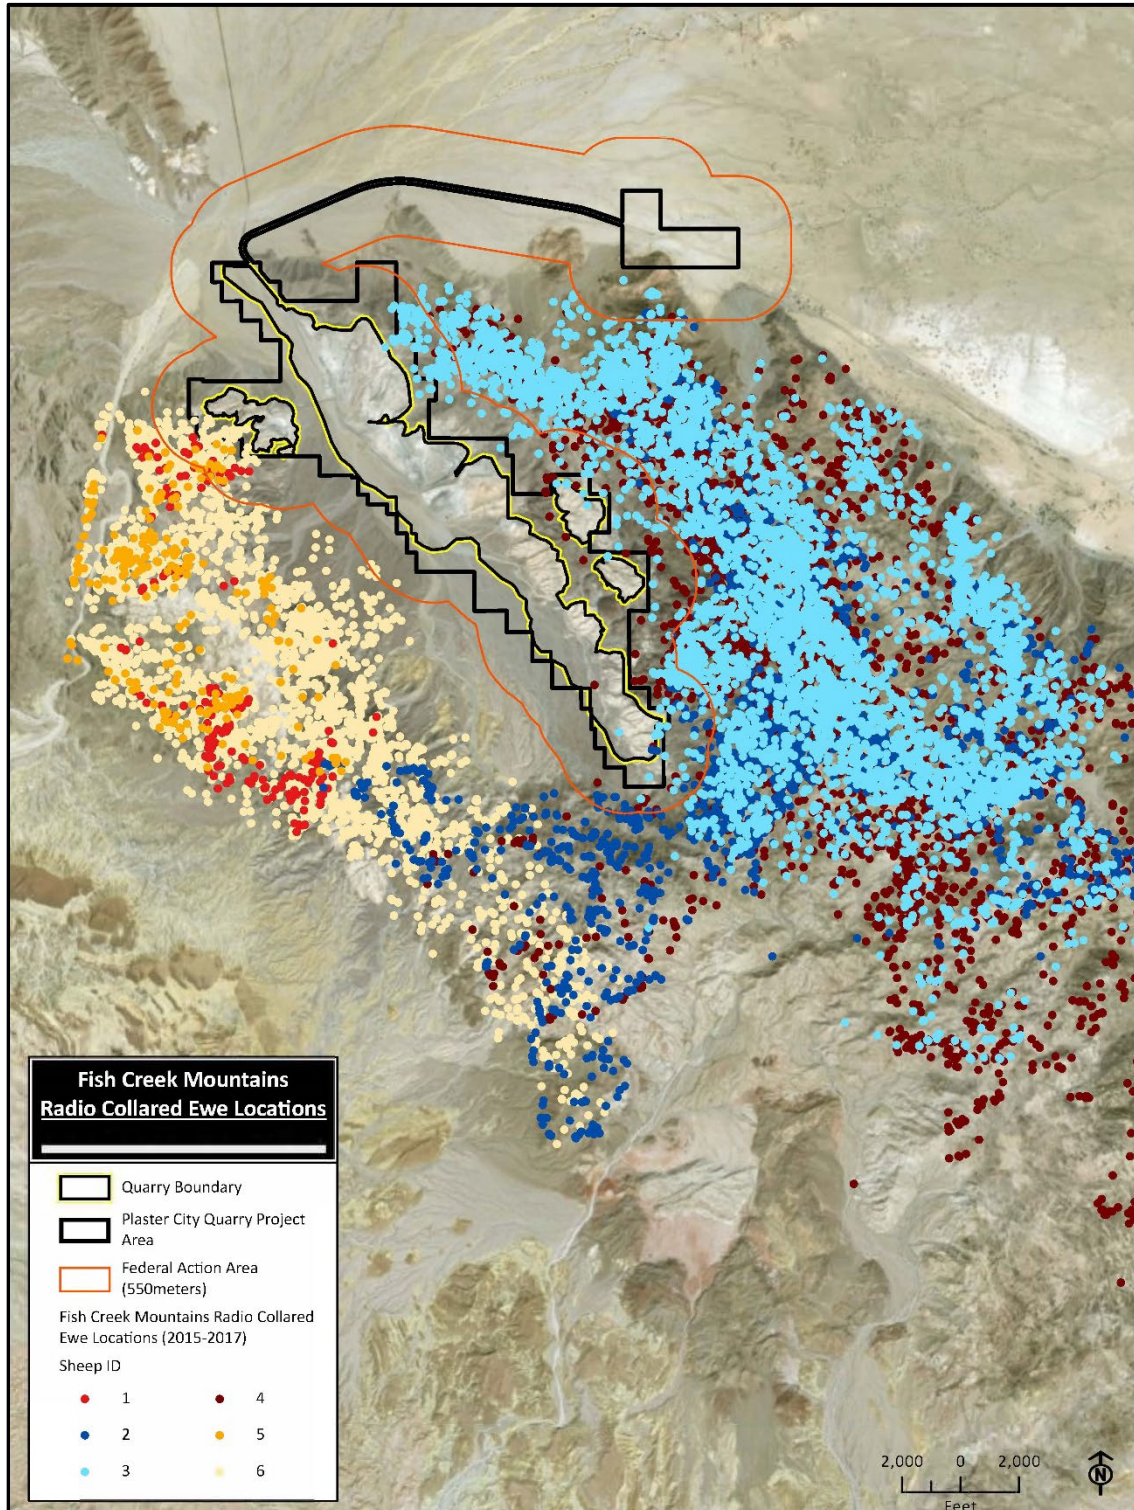 Fish Creek Mountains
Radio Collared Ewe Locations
Quarry Boundary
Plaster City Quarry Project
Area
Federal Action Area
(550meters)
Fish Creek Mountains Radio Collared
Ewe Locations (2015-2017)
Sheep ID
1 4
2 5
3 6
2,000 0 2,000
Feet
N